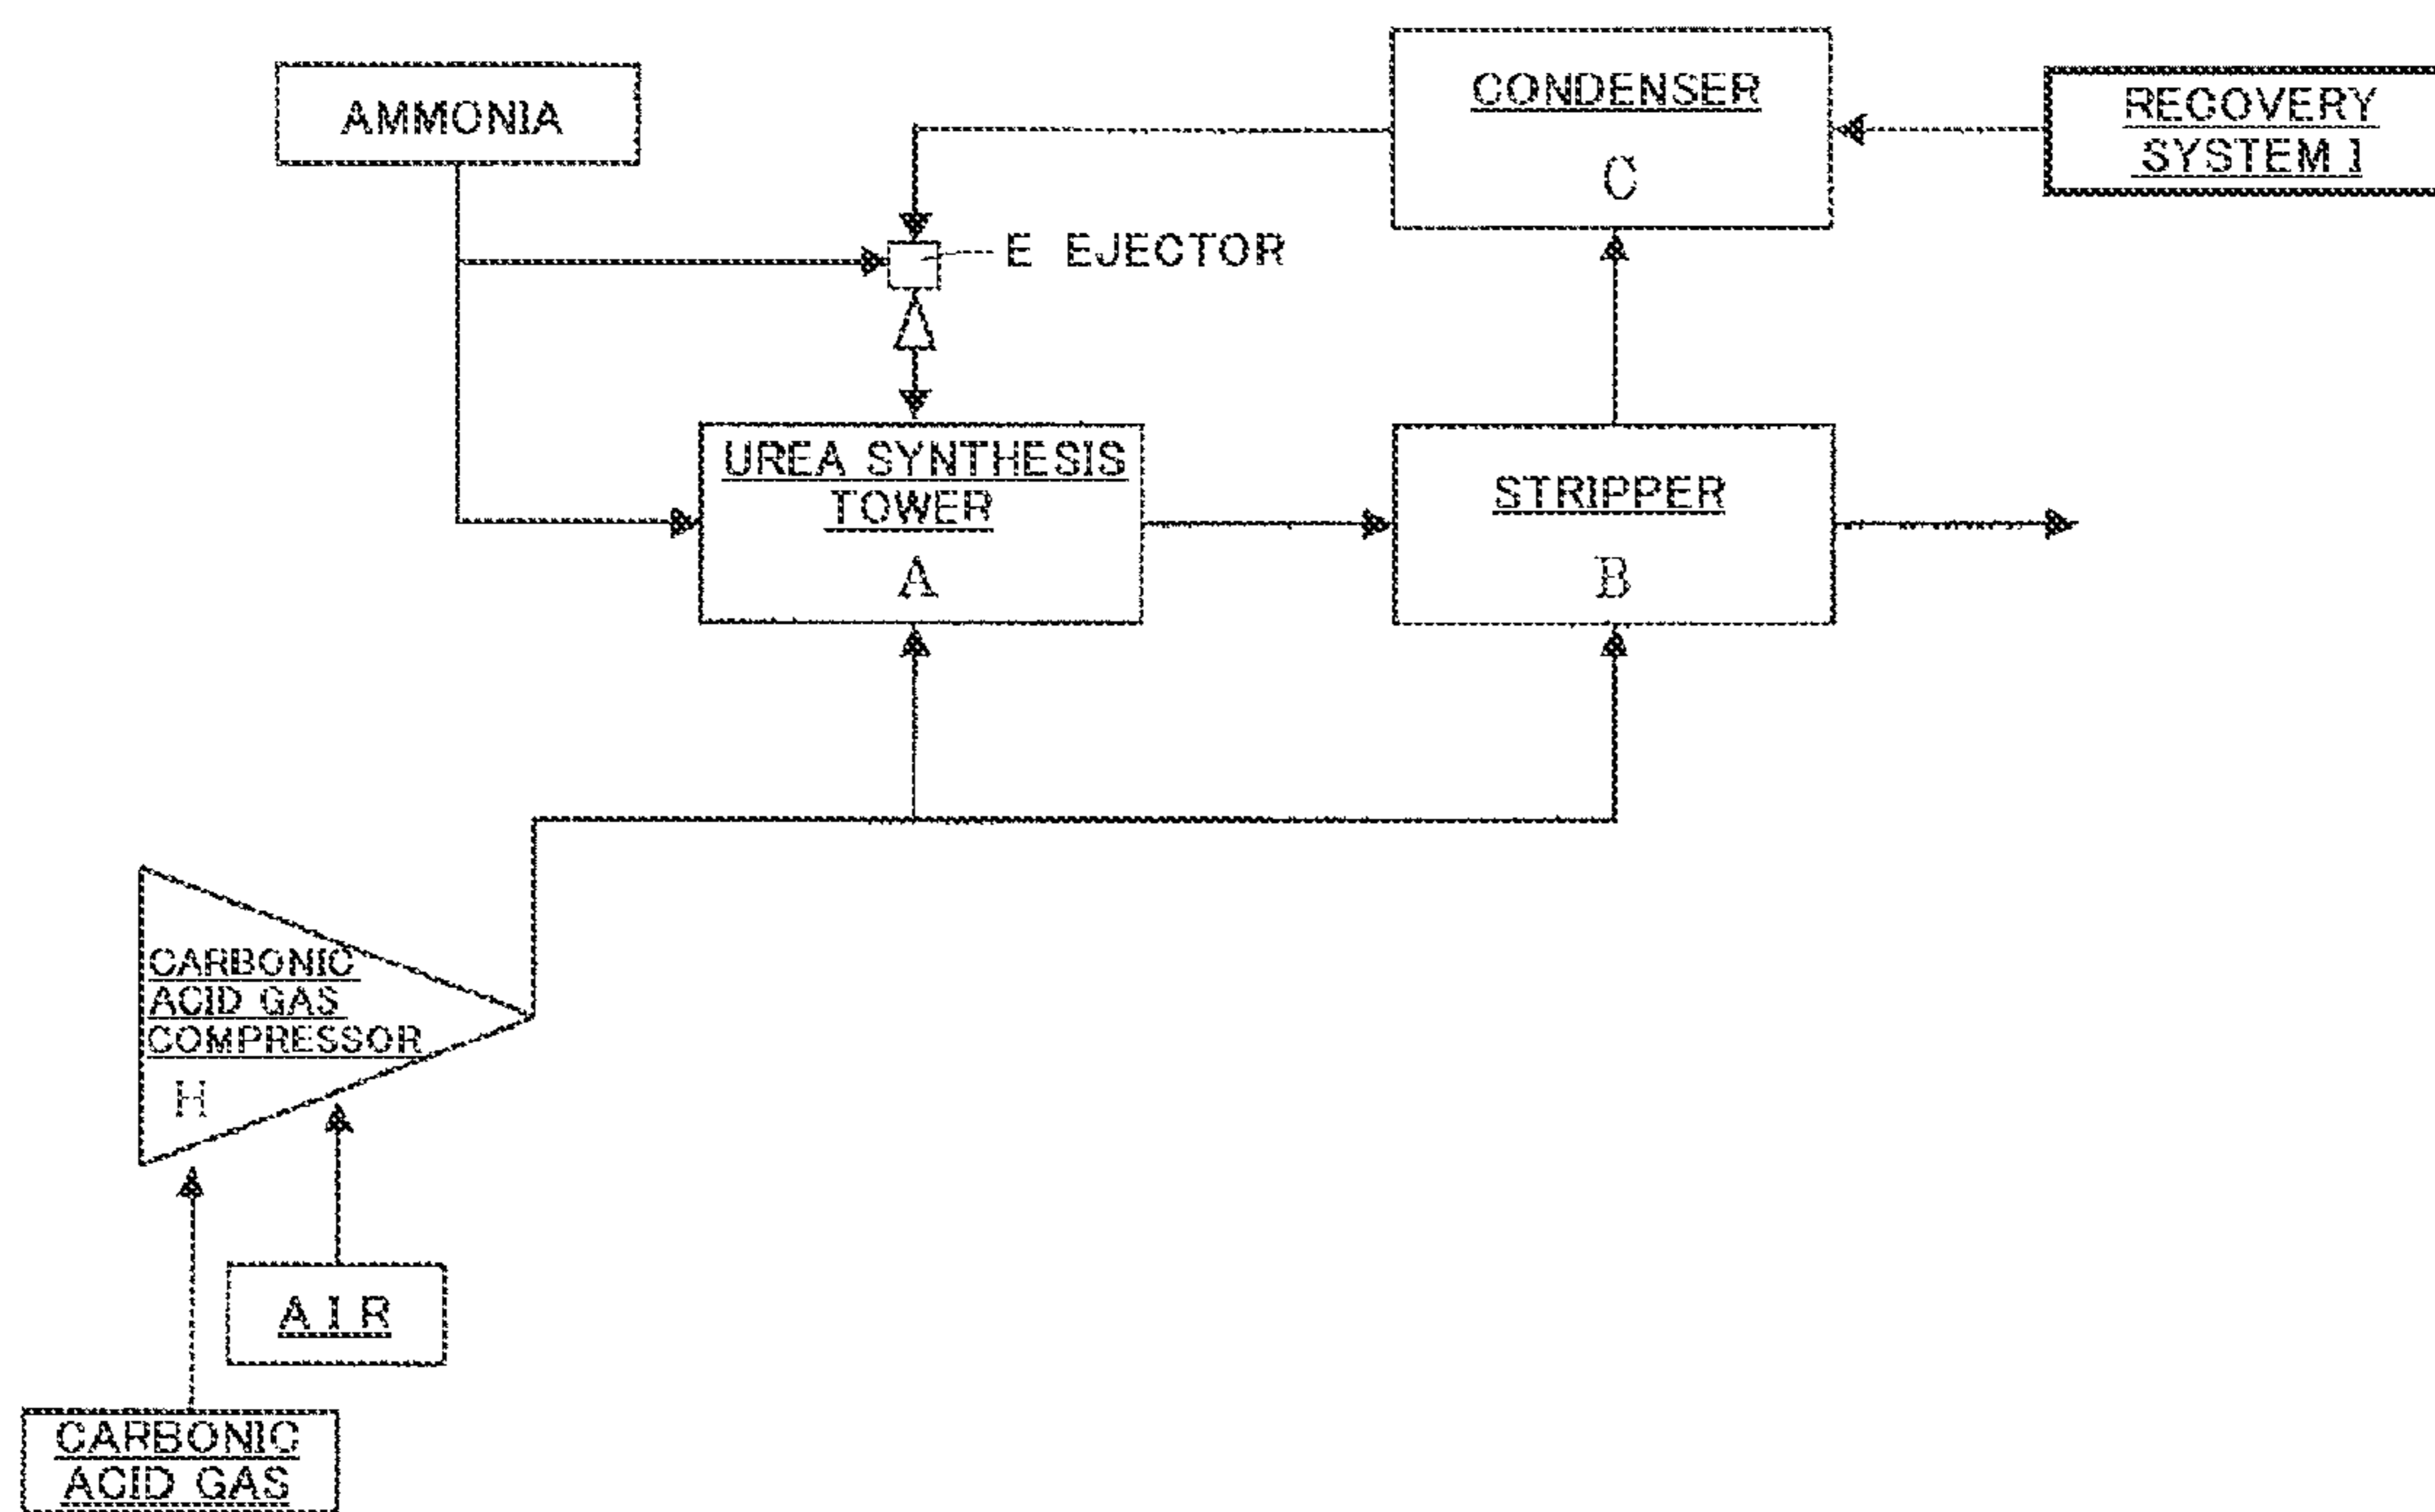 AMMONIA
CONDENSER
C
RECOVERY
SYSTEM I
E EJECTOR
UREA SYNTHESIS
TOWER
A
STRIPPER
B
CARBONIC
ACID GAS
COMPRESSOR
H
AIR
CARBONIC
ACID GAS